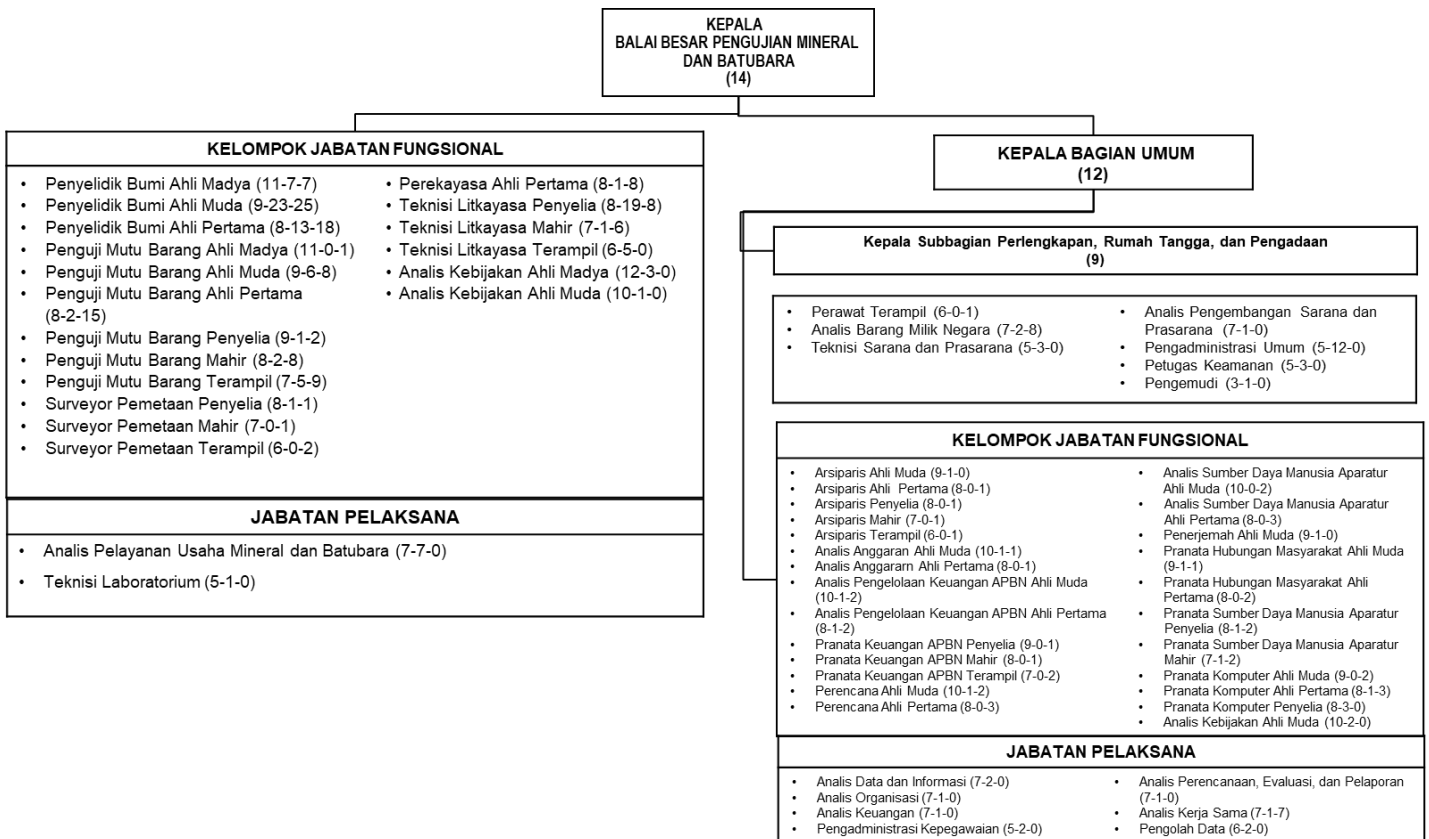 KEPALA
BALAI BESAR PENGUJIAN MINERAL
DAN BATUBARA
(14)
KELOMPOK JABATAN FUNGSIONAL
• Penyelidik Bumi Ahli Madya (11-7-7)
• Penyelidik Bumi Ahli Muda (9-23-25)
• Penyelidik Bumi Ahli Pertama (8-13-18)
• Penguji Mutu Barang Ahli Madya (11-0-1)
• Penguji Mutu Barang Ahli Muda (9-6-8)
• Penguji Mutu Barang Ahli Pertama
(8-2-15)
• Penguji Mutu Barang Penyelia (9-1-2)
• Penguji Mutu Barang Mahir (8-2-8)
• Penguji Mutu Barang Terampil (7-5-9)
• Surveyor Pemetaan Penyelia (8-1-1)
• Surveyor Pemetaan Mahir (7-0-1)
• Surveyor Pemetaan Terampil (6-0-2)
• Perekayasa Ahli Pertama (8-1-8)
• Teknisi Litkayasa Penyelia (8-19-8)
• Teknisi Litkayasa Mahir (7-1-6)
• Teknisi Litkayasa Terampil (6-5-0)
• Analis Kebijakan Ahli Madya (12-3-0)
• Analis Kebijakan Ahli Muda (10-1-0)
JABATAN PELAKSANA
• Analis Pelayanan Usaha Mineral dan Batubara (7-7-0)
• Teknisi Laboratorium (5-1-0)
KEPALA BAGIAN UMUM
(12)
Kepala Subbagian Perlengkapan, Rumah Tangga, dan Pengadaan
(9)
• Perawat Terampil (6-0-1)
• Analis Barang Milik Negara (7-2-8)
• Teknisi Sarana dan Prasarana (5-3-0)
• Analis Pengembangan Sarana dan
Prasarana (7-1-0)
• Pengadministrasi Umum (5-12-0)
• Petugas Keamanan (5-3-0)
• Pengemudi (3-1-0)
KELOMPOK JABATAN FUNGSIONAL
• Arsiparis Ahli Muda (9-1-0)
• Arsiparis Ahli Pertama (8-0-1)
• Arsiparis Penyelia (8-0-1)
• Arsiparis Mahir (7-0-1)
• Arsiparis Terampil (6-0-1)
• Analis Anggaran Ahli Muda (10-1-1)
• Analis Anggararn Ahli Pertama (8-0-1)
• Analis Pengelolaan Keuangan APBN Ahli Muda
(10-1-2)
• Analis Pengelolaan Keuangan APBN Ahli Pertama
(8-1-2)
• Pranata Keuangan APBN Penyelia (9-0-1)
• Pranata Keuangan APBN Mahir (8-0-1)
• Pranata Keuangan APBN Terampil (7-0-2)
• Perencana Ahli Muda (10-1-2)
• Perencana Ahli Pertama (8-0-3)
• Analis Sumber Daya Manusia Aparatur
Ahli Muda (10-0-2)
• Analis Sumber Daya Manusia Aparatur
Ahli Pertama (8-0-3)
• Penerjemah Ahli Muda (9-1-0)
• Pranata Hubungan Masyarakat Ahli Muda
(9-1-1)
• Pranata Hubungan Masyarakat Ahli
Pertama (8-0-2)
• Pranata Sumber Daya Manusia Aparatur
Penyelia (8-1-2)
• Pranata Sumber Daya Manusia Aparatur
Mahir (7-1-2)
• Pranata Komputer Ahli Muda (9-0-2)
• Pranata Komputer Ahli Pertama (8-1-3)
• Pranata Komputer Penyelia (8-3-0)
• Analis Kebijakan Ahli Muda (10-2-0)
JABATAN PELAKSANA
• Analis Data dan Informasi (7-2-0)
• Analis Organisasi (7-1-0)
• Analis Keuangan (7-1-0)
• Pengadministrasi Kepegawaian (5-2-0)
• Analis Perencanaan, Evaluasi, dan Pelaporan
(7-1-0)
• Analis Kerja Sama (7-1-7)
• Pengolah Data (6-2-0)